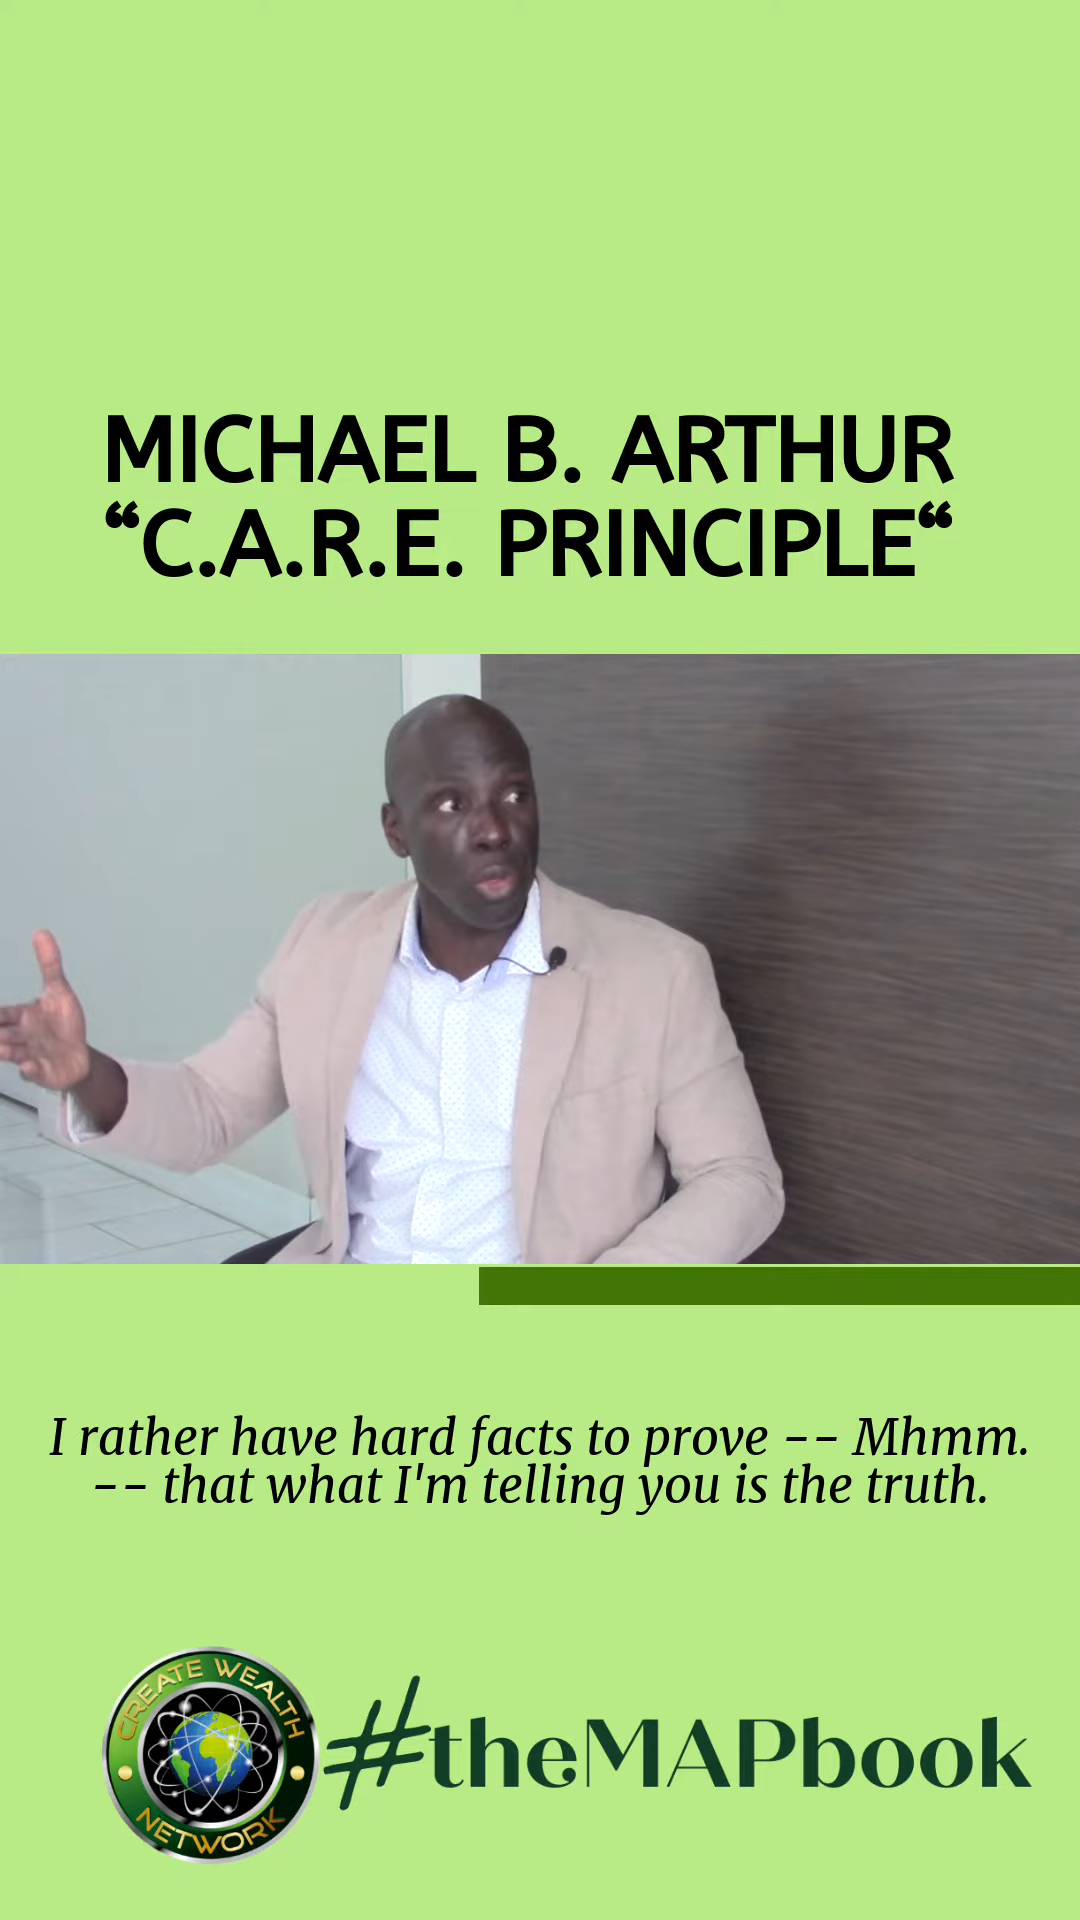 MICHAEL B. ARTHUR
“C.A.R.E. PRINCIPLE“
I rather have hard facts to prove -- Mhmm.
-- that what I'm telling you is the truth.
CREATE WEALTH
NETWORK
#theMAPbook